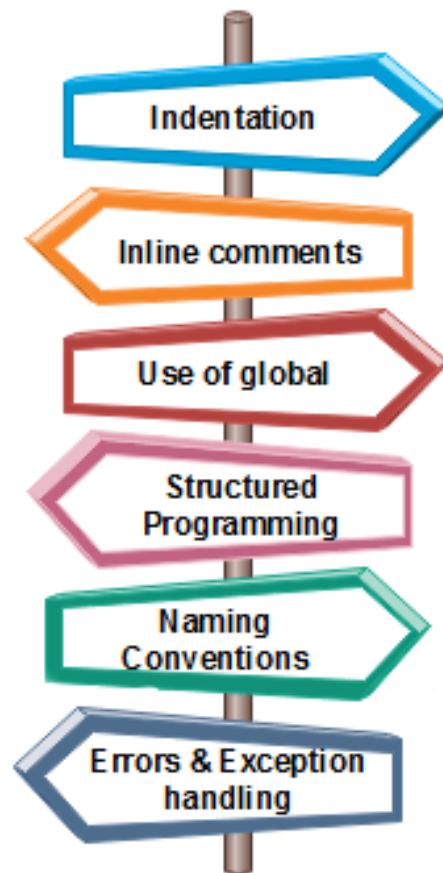 Indentation
Inline comments
Use of global
Structured
Programming
Naming
Conventions
Errors & Exception
handling